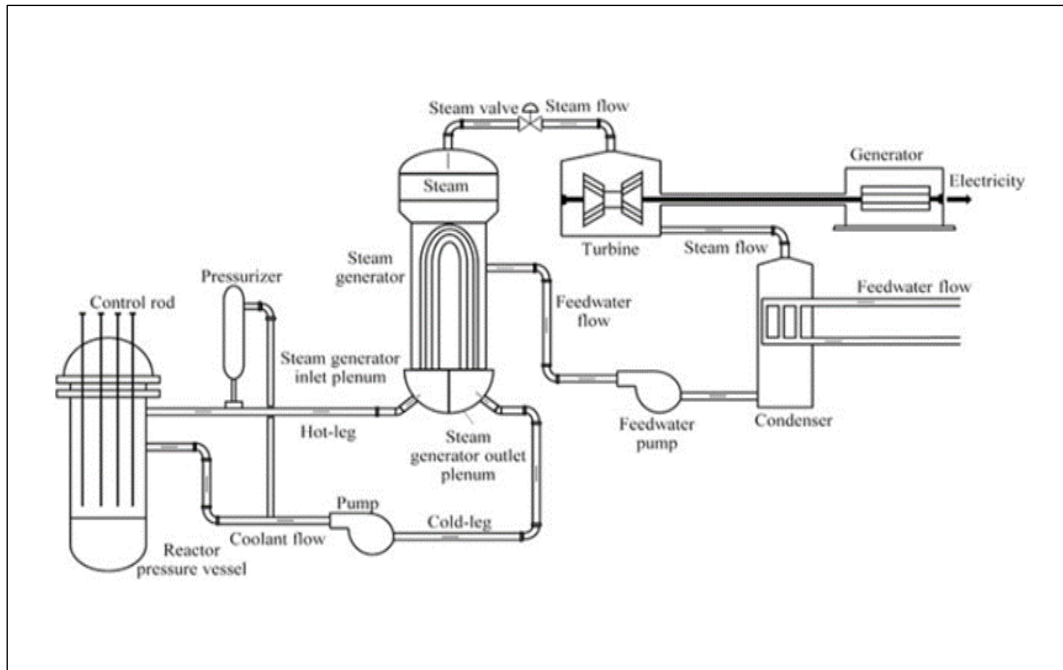 Steam valve
Steam flow
Generator
Electricity
Steam
Turbine
Steam flow
Steam
generator
Pressurizer
Feedwater flow
Control rod
Feedwater
flow
Steam generator
inlet plenum
Feedwater
pump
Condenser
Hot-leg
Steam
generator outlet
plenum
Pump
Cold-leg
Coolant flow
Reactor
pressure vessel